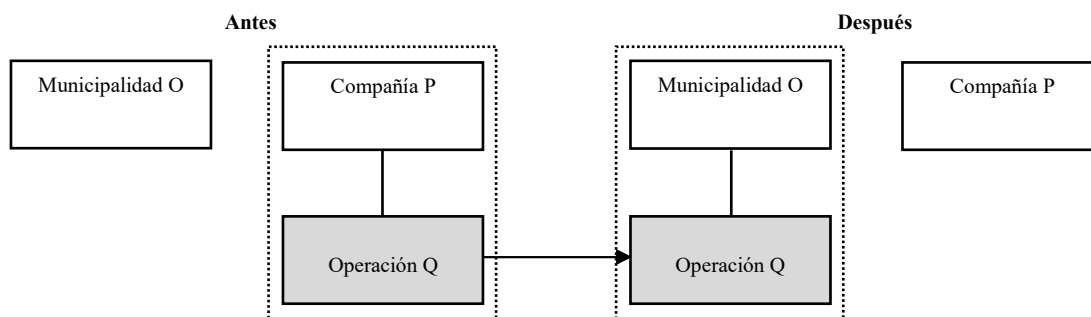 Antes
Después
Municipalidad O
Compañía P
Municipalidad O
Compañía P
Operación Q
Operación Q